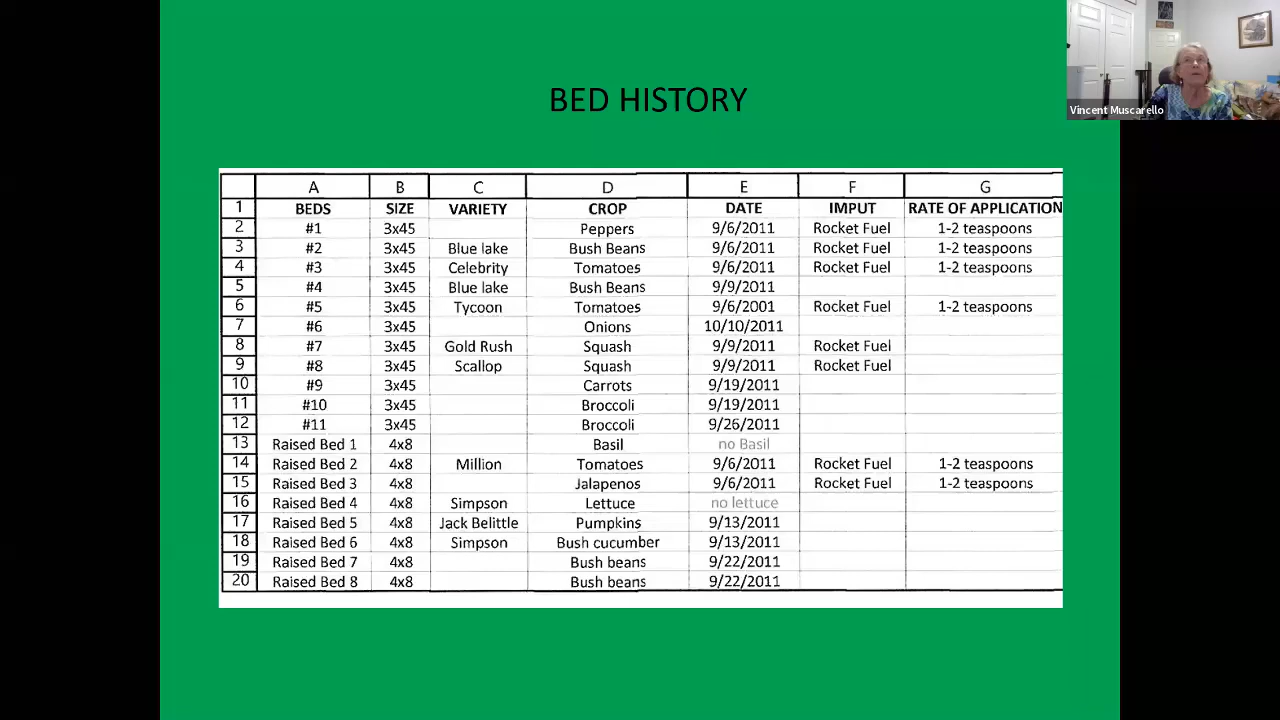 BED HISTORY
Vincent Muscarello
A B C D E F G
1 BEDS SIZE VARIETY CROP DATE IMPUT RATE OF APPLICATION
2 #1 3x45 Peppers 9/6/2011 Rocket Fuel 1-2 teaspoons
3 #2 3x45 Blue lake Bush Beans 9/6/2011 Rocket Fuel 1-2 teaspoons
4 #3 3x45 Celebrity Tomatoes 9/6/2011 Rocket Fuel 1-2 teaspoons
5 #4 3x45 Blue lake Bush Beans 9/9/2011
6 #5 3x45 Tycoon Tomatoes 9/6/2001 Rocket Fuel 1-2 teaspoons
7 #6 3x45 Onions 10/10/2011
8 #7 3x45 Gold Rush Squash 9/9/2011 Rocket Fuel
9 #8 3x45 Scallop Squash 9/9/2011 Rocket Fuel
10 #9 3x45 Carrots 9/19/2011
11 #10 3x45 Broccoli 9/19/2011
12 #11 3x45 Broccoli 9/26/2011
13 Raised Bed 1 4x8 Basil no Basil
14 Raised Bed 2 4x8 Million Tomatoes 9/6/2011 Rocket Fuel 1-2 teaspoons
15 Raised Bed 3 4x8 Jalapenos 9/6/2011 Rocket Fuel 1-2 teaspoons
16 Raised Bed 4 4x8 Simpson Lettuce no lettuce
17 Raised Bed 5 4x8 Jack Belittle Pumpkins 9/13/2011
18 Raised Bed 6 4x8 Simpson Bush cucumber 9/13/2011
19 Raised Bed 7 4x8 Bush beans 9/22/2011
20 Raised Bed 8 4x8 Bush beans 9/22/2011